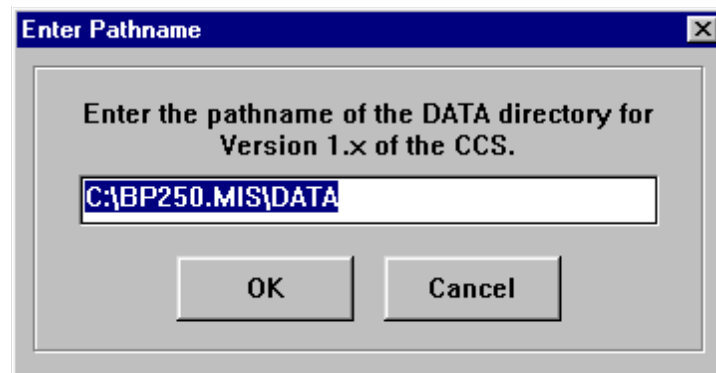 Enter Pathname
Enter the pathname of the DATA directory for
Version 1.x of the CCS.
C:\BP250.MIS\DATA
OK Cancel